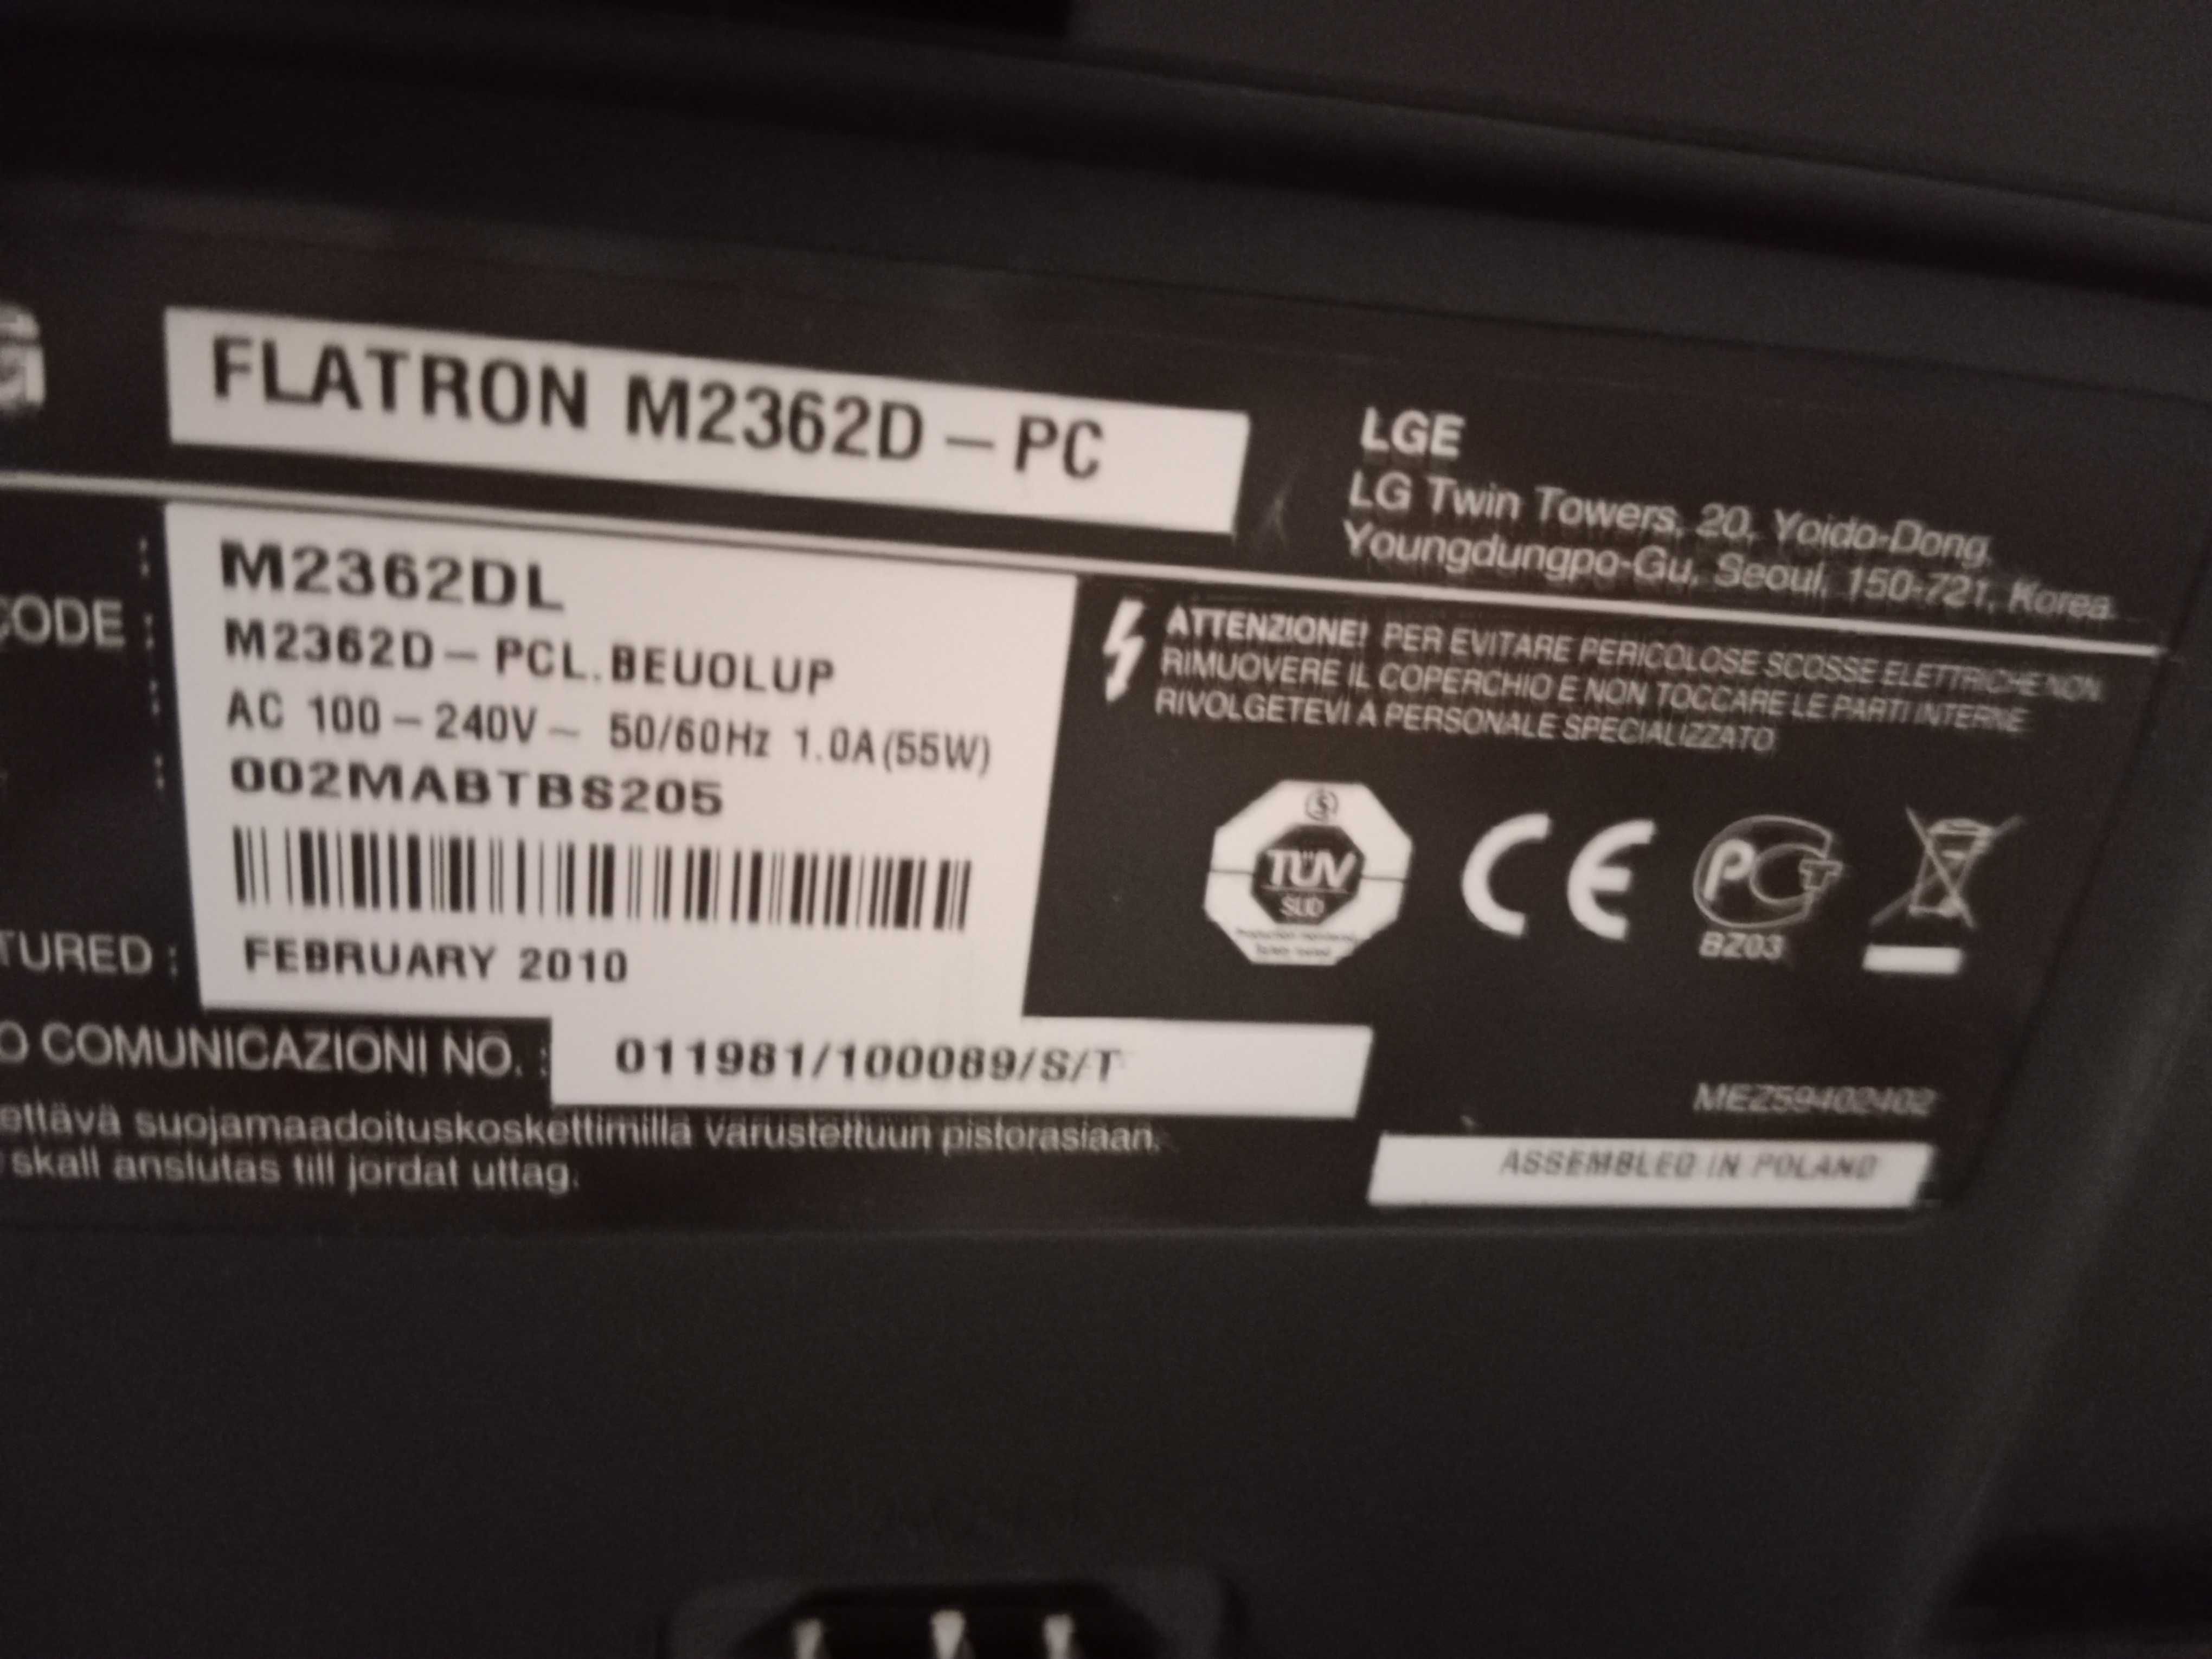 FLATRON M2362D – PC
LGE
LG Twin Towers, 20, Yoido-Dong,
Youngdungpo-Gu, Seoul, 150-721, Korea
M2362DL
CODE : M2362D – PCL.BEUOLUP
AC 100 – 240V ~ 50/60Hz 1.0A(55W)
002MABTBS205
TURED : FEBRUARY 2010
O COMUNICAZIONI NO. : 011981/100089/S/T
ettävä suojamaadoituskoskettimilla varustettuun pistorasiaan.
skall anslutas till jordat uttag.
ATTENZIONE! PER EVITARE PERICOLOSE SCOSSE ELETTRICHE NON
RIMUOVERE IL COPERCHIO E NON TOCCARE LE PARTI INTERNE
RIVOLGETEVI A PERSONALE SPECIALIZZATO
S
TÜV
SÜD
CE
PCT
BZ03
MEZ59402402
ASSEMBLED IN POLAND